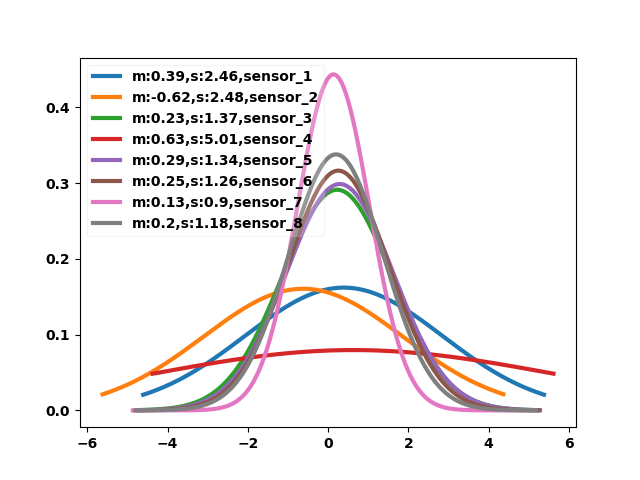 m:0.39,s:2.46,sensor_1
m:-0.62,s:2.48,sensor_2
m:0.23,s:1.37,sensor_3
m:0.63,s:5.01,sensor_4
m:0.29,s:1.34,sensor_5
m:0.25,s:1.26,sensor_6
m:0.13,s:0.9,sensor_7
m:0.2,s:1.18,sensor_8
0.4
0.3
0.2
0.1
0.0
−6 −4 −2 0 2 4 6